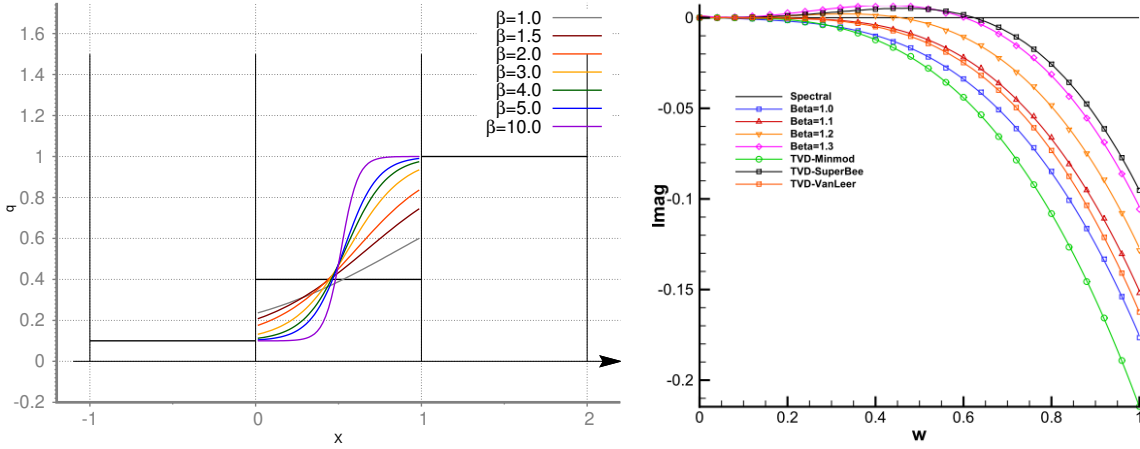 β=1.0
β=1.5
β=2.0
β=3.0
β=4.0
β=5.0
β=10.0
1.6
1.4
1.2
1
0.8
0.6
0.4
0.2
0
-0.2
q
-1
0
1
2
X
0
-0.05
-0.1
-0.15
-0.2
Imag
Spectral
Beta=1.0
Beta=1.1
Beta=1.2
Beta=1.3
TVD-Minmod
TVD-SuperBee
TVD-VanLeer
0
0.2
0.4
0.6
0.8
1
w